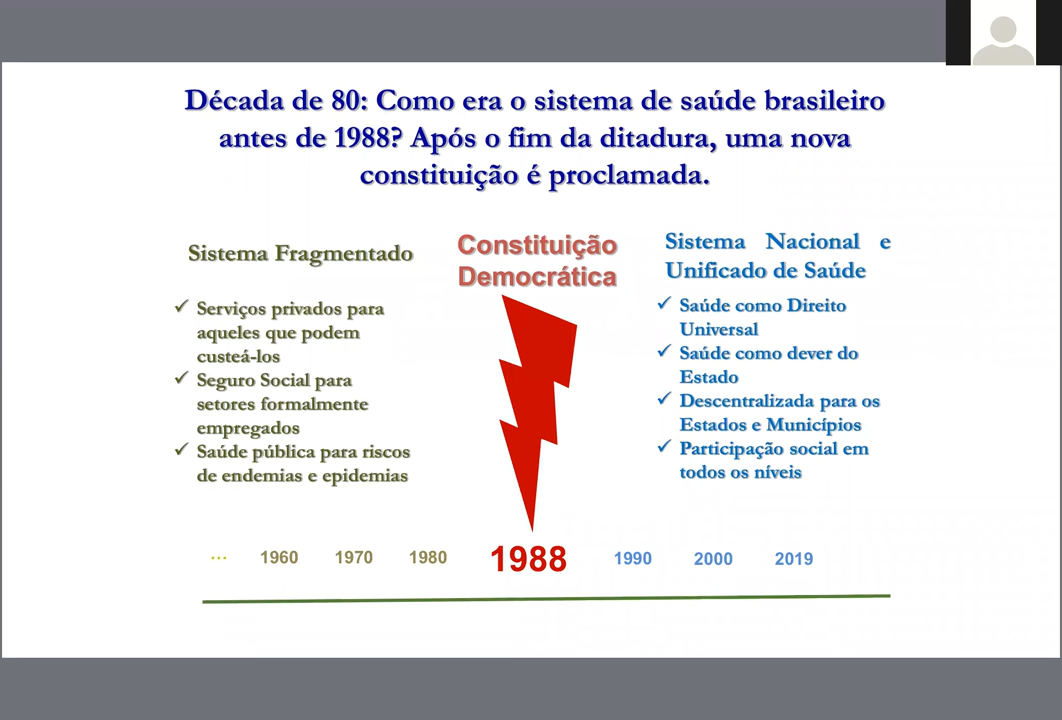 Década de 80: Como era o sistema de saúde brasileiro
antes de 1988? Após o fim da ditadura, uma nova
constituição é proclamada.
Sistema Fragmentado
✓ Serviços privados para
aqueles que podem
custeá-los
✓ Seguro Social para
setores formalmente
empregados
✓ Saúde pública para riscos
de endemias e epidemias
Constituição
Democrática
Sistema Nacional e
Unificado de Saúde
✓ Saúde como Direito
Universal
✓ Saúde como dever do
Estado
✓ Descentralizada para os
Estados e Municípios
✓ Participação social em
todos os níveis
... 1960 1970 1980 1988 1990 2000 2019